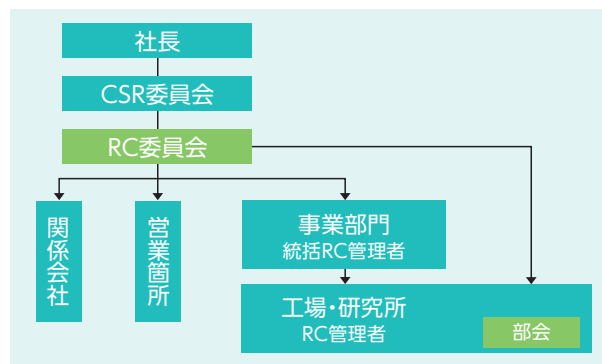 社長
CSR委員会
RC委員会
関係会社
営業箇所
事業部門
統括RC管理者
工場・研究所
RC管理者
部会